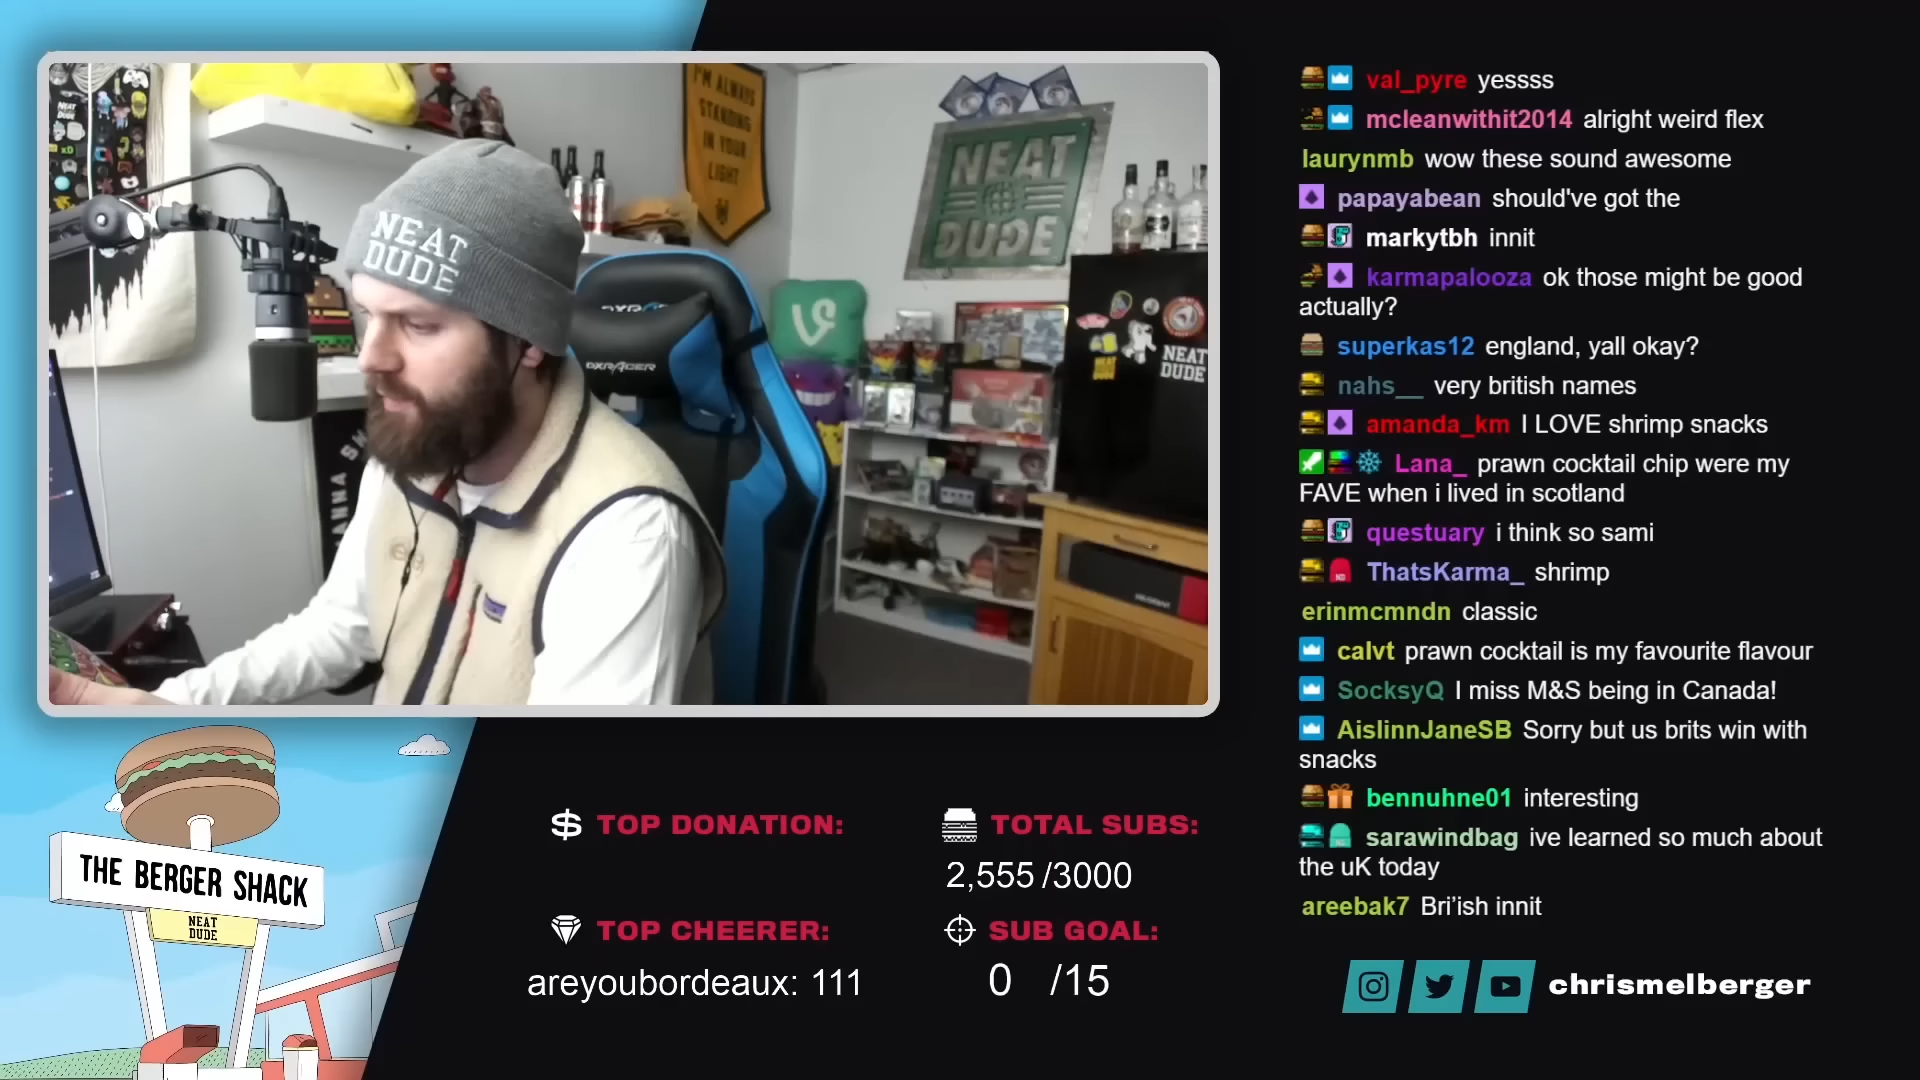 I'M ALWAYS
STANDING
IN YOUR
LIGHT
NEAT
DUDE
NEAT
DUDE
DXRACER
NEAT
DUDE
val_pyre yessss
mcleanwithit2014 alright weird flex
laurynmb wow these sound awesome
papayabean should've got the
markytbh innit
karmapalooza ok those might be good
actually?
superkas12 england, yall okay?
nahs__ very british names
amanda_km I LOVE shrimp snacks
Lana_ prawn cocktail chip were my
FAVE when i lived in scotland
questuary i think so sami
ThatsKarma_ shrimp
erinmcmndn classic
calvt prawn cocktail is my favourite flavour
SocksyQ I miss M&S being in Canada!
AislinnJaneSB Sorry but us brits win with
snacks
bennuhne01 interesting
sarawindbag ive learned so much about
the uK today
areebak7 Bri'ish innit
THE BERGER SHACK
NEAT
DUDE
TOP DONATION:
TOTAL SUBS:
2,555 /3000
TOP CHEERER:
areyoubordeaux: 111
SUB GOAL:
0 /15
chrismelberger